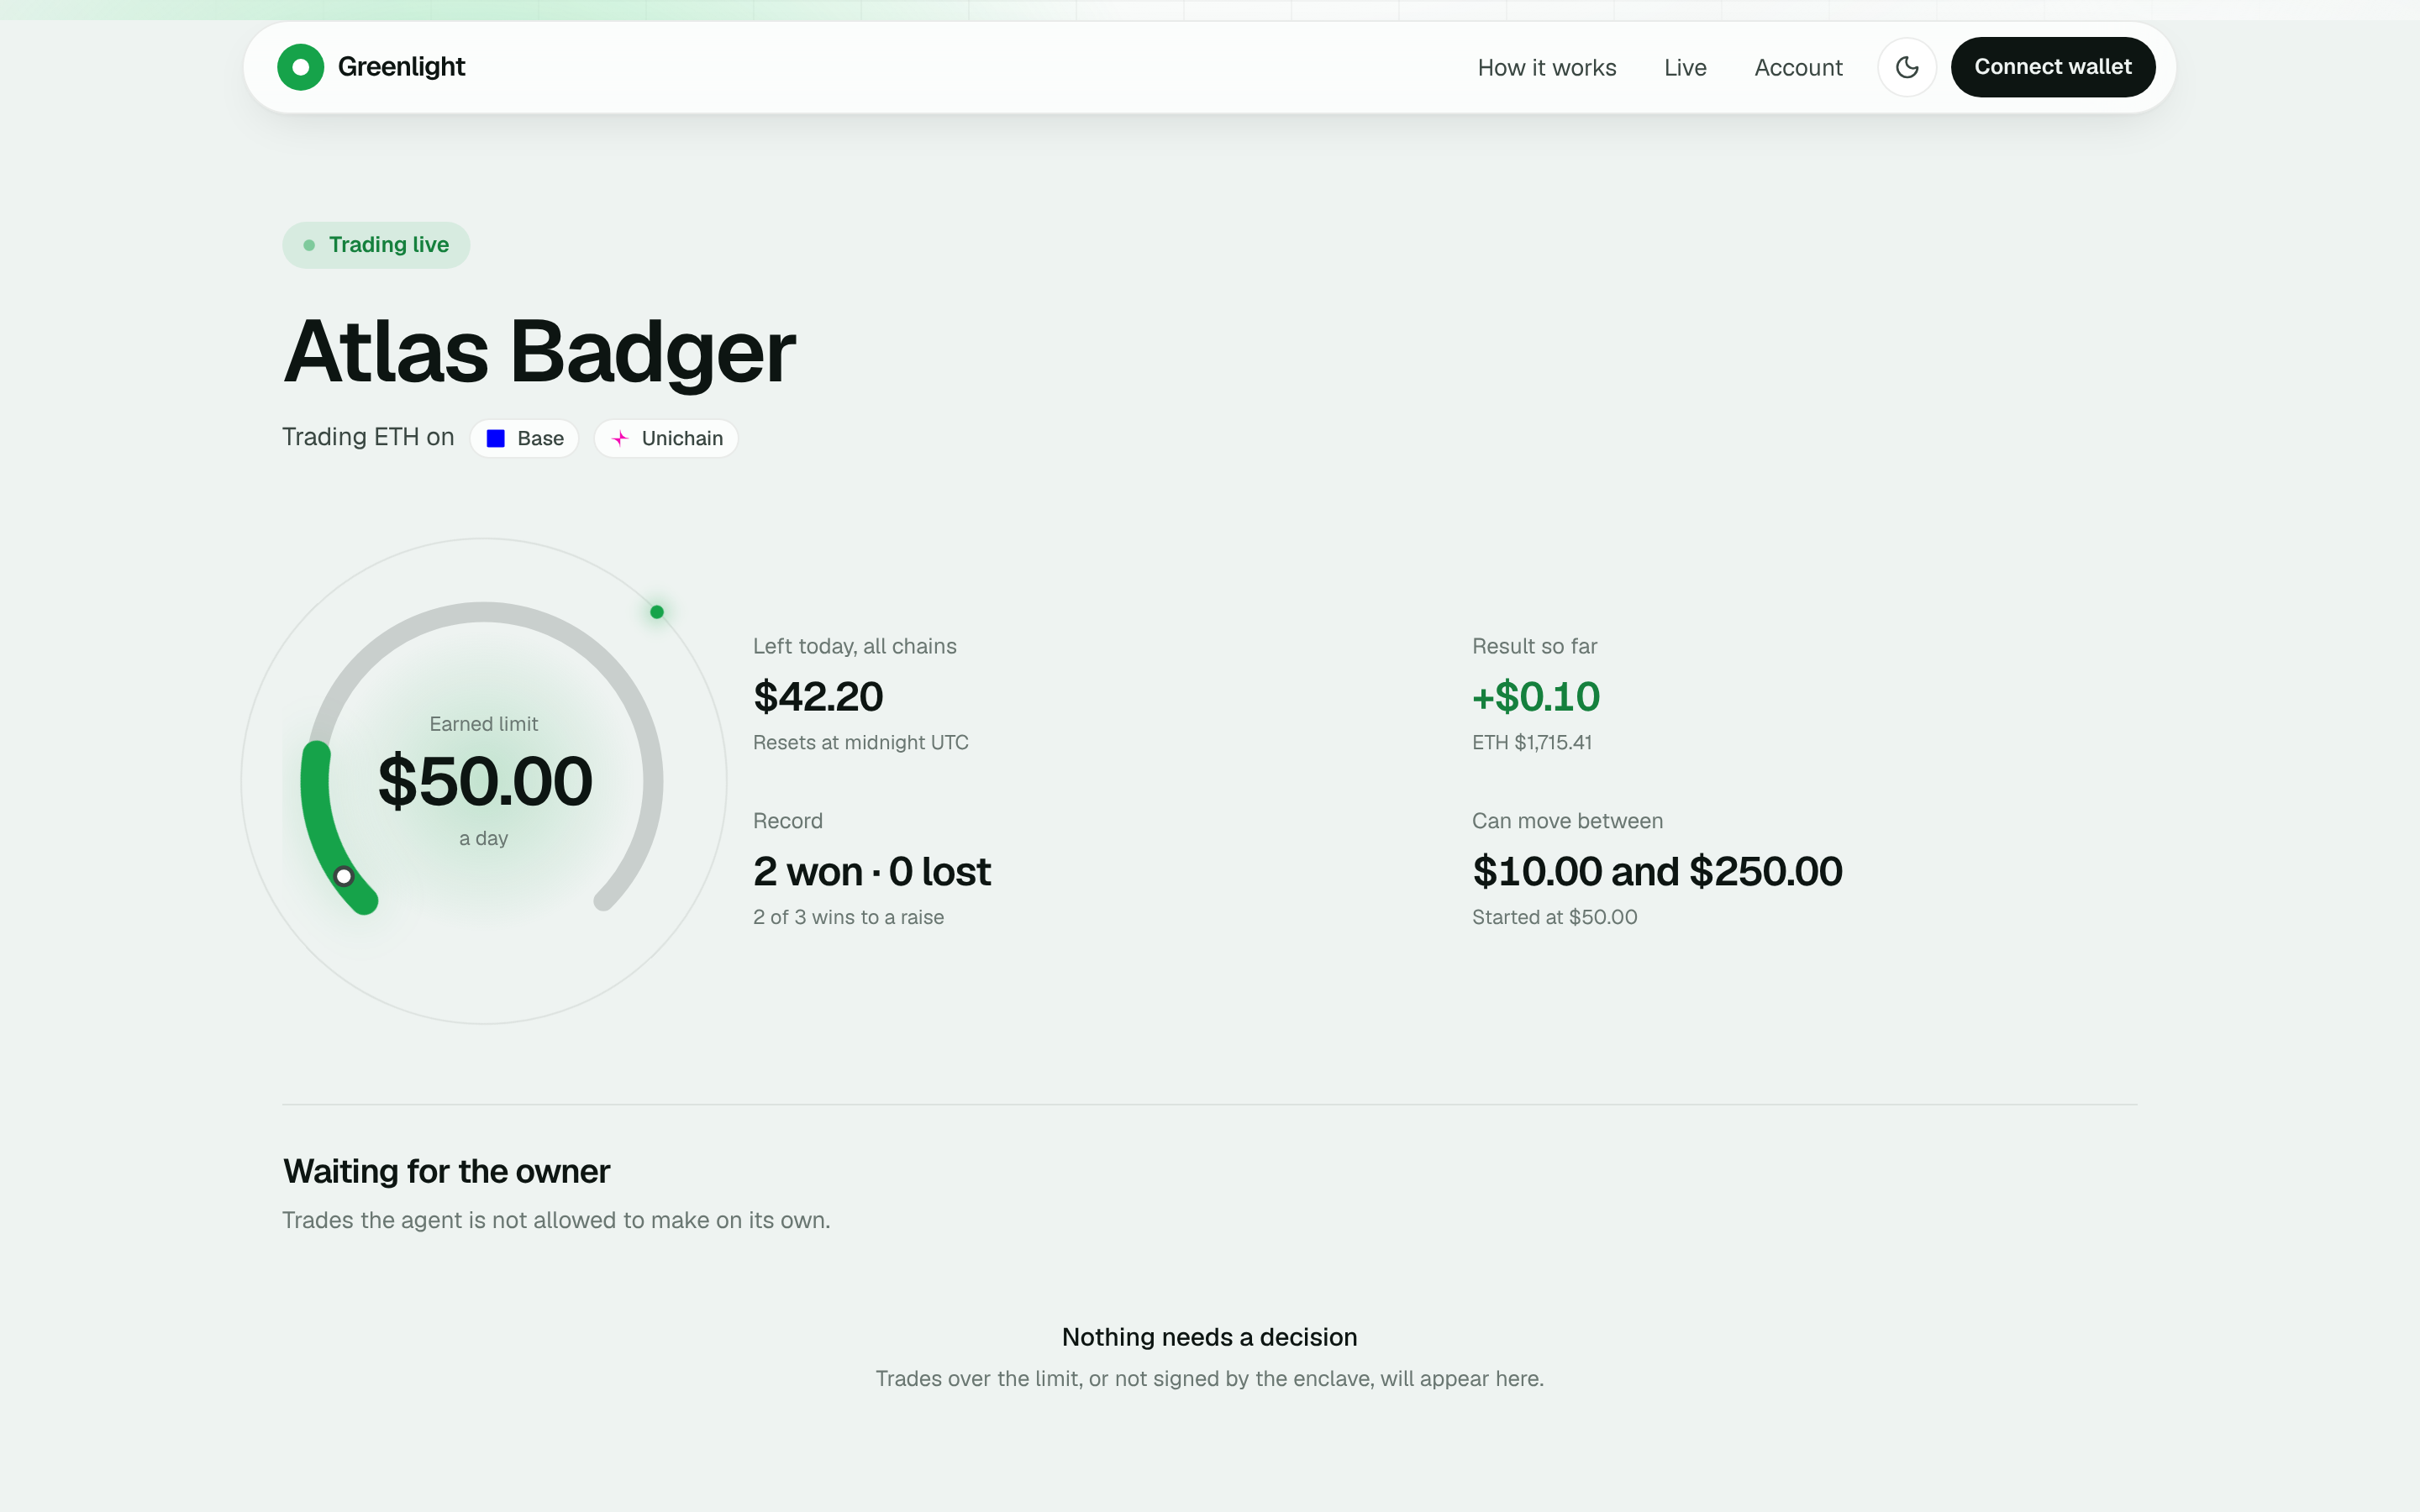 Greenlight
How it works
Live
Account
Connect wallet
Trading live
Atlas Badger
Trading ETH on
Base
Unichain
Earned limit
$50.00
a day
Left today, all chains
$42.20
Resets at midnight UTC
Result so far
+$0.10
ETH $1,715.41
Record
2 won · 0 lost
2 of 3 wins to a raise
Can move between
$10.00 and $250.00
Started at $50.00
Waiting for the owner
Trades the agent is not allowed to make on its own.
Nothing needs a decision
Trades over the limit, or not signed by the enclave, will appear here.